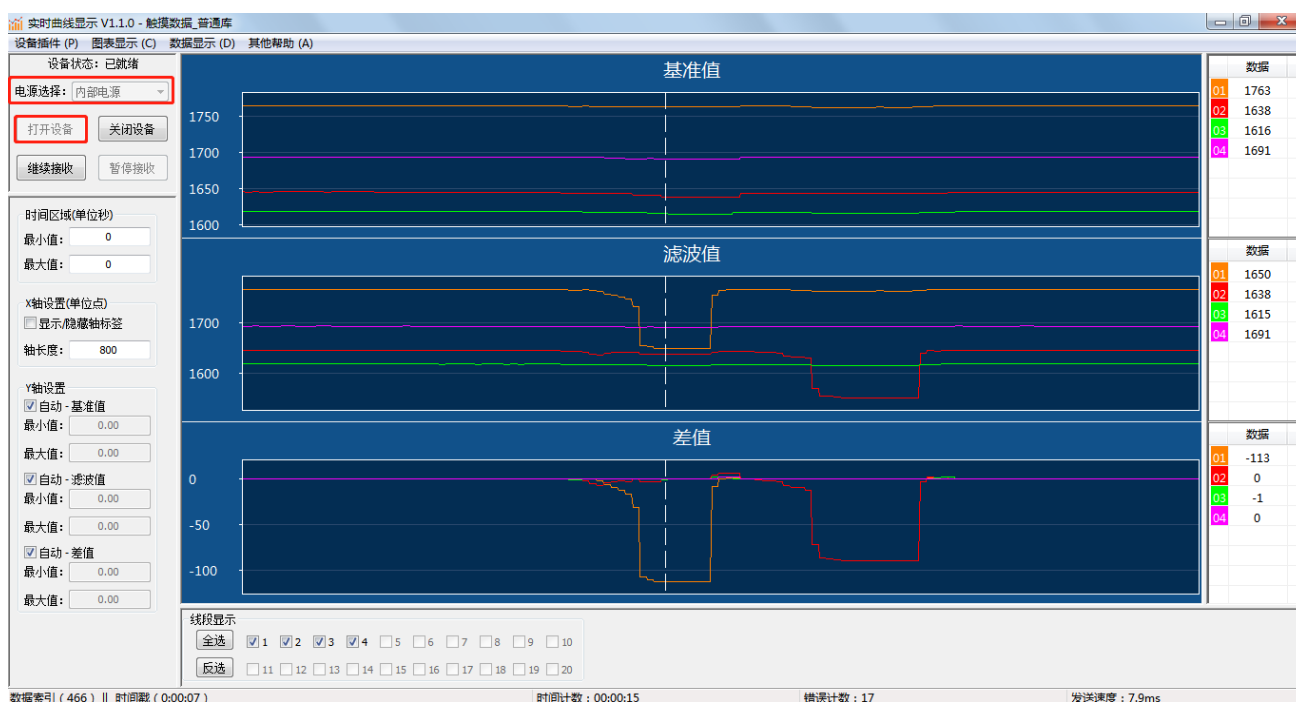 实时曲线显示 V1.1.0 - 触摸数据_普通库
设备插件 (P) 图表显示 (C) 数据显示 (D) 其他帮助 (A)
设备状态：已就绪
电源选择： 内部电源
打开设备 关闭设备
继续接收 暂停接收
时间区域(单位秒)
最小值： 0
最大值： 0
X轴设置(单位点)
显示/隐藏轴标签
轴长度： 800
Y轴设置
自动 - 基准值
最小值： 0.00
最大值： 0.00
自动 - 滤波值
最小值： 0.00
最大值： 0.00
自动 - 差值
最小值： 0.00
最大值： 0.00
基准值
1750
1700
1650
1600
数据
01 1763
02 1638
03 1616
04 1691
滤波值
1700
1600
数据
01 1650
02 1638
03 1615
04 1691
差值
0
-50
-100
数据
01 -113
02 0
03 -1
04 0
线段显示
全选 1 2 3 4 5 6 7 8 9 10
反选 11 12 13 14 15 16 17 18 19 20
数据索引 ( 466 ) || 时间戳 ( 0:00:07 ) 时间计数：00:00:15 错误计数：17 发送速度：7.9ms